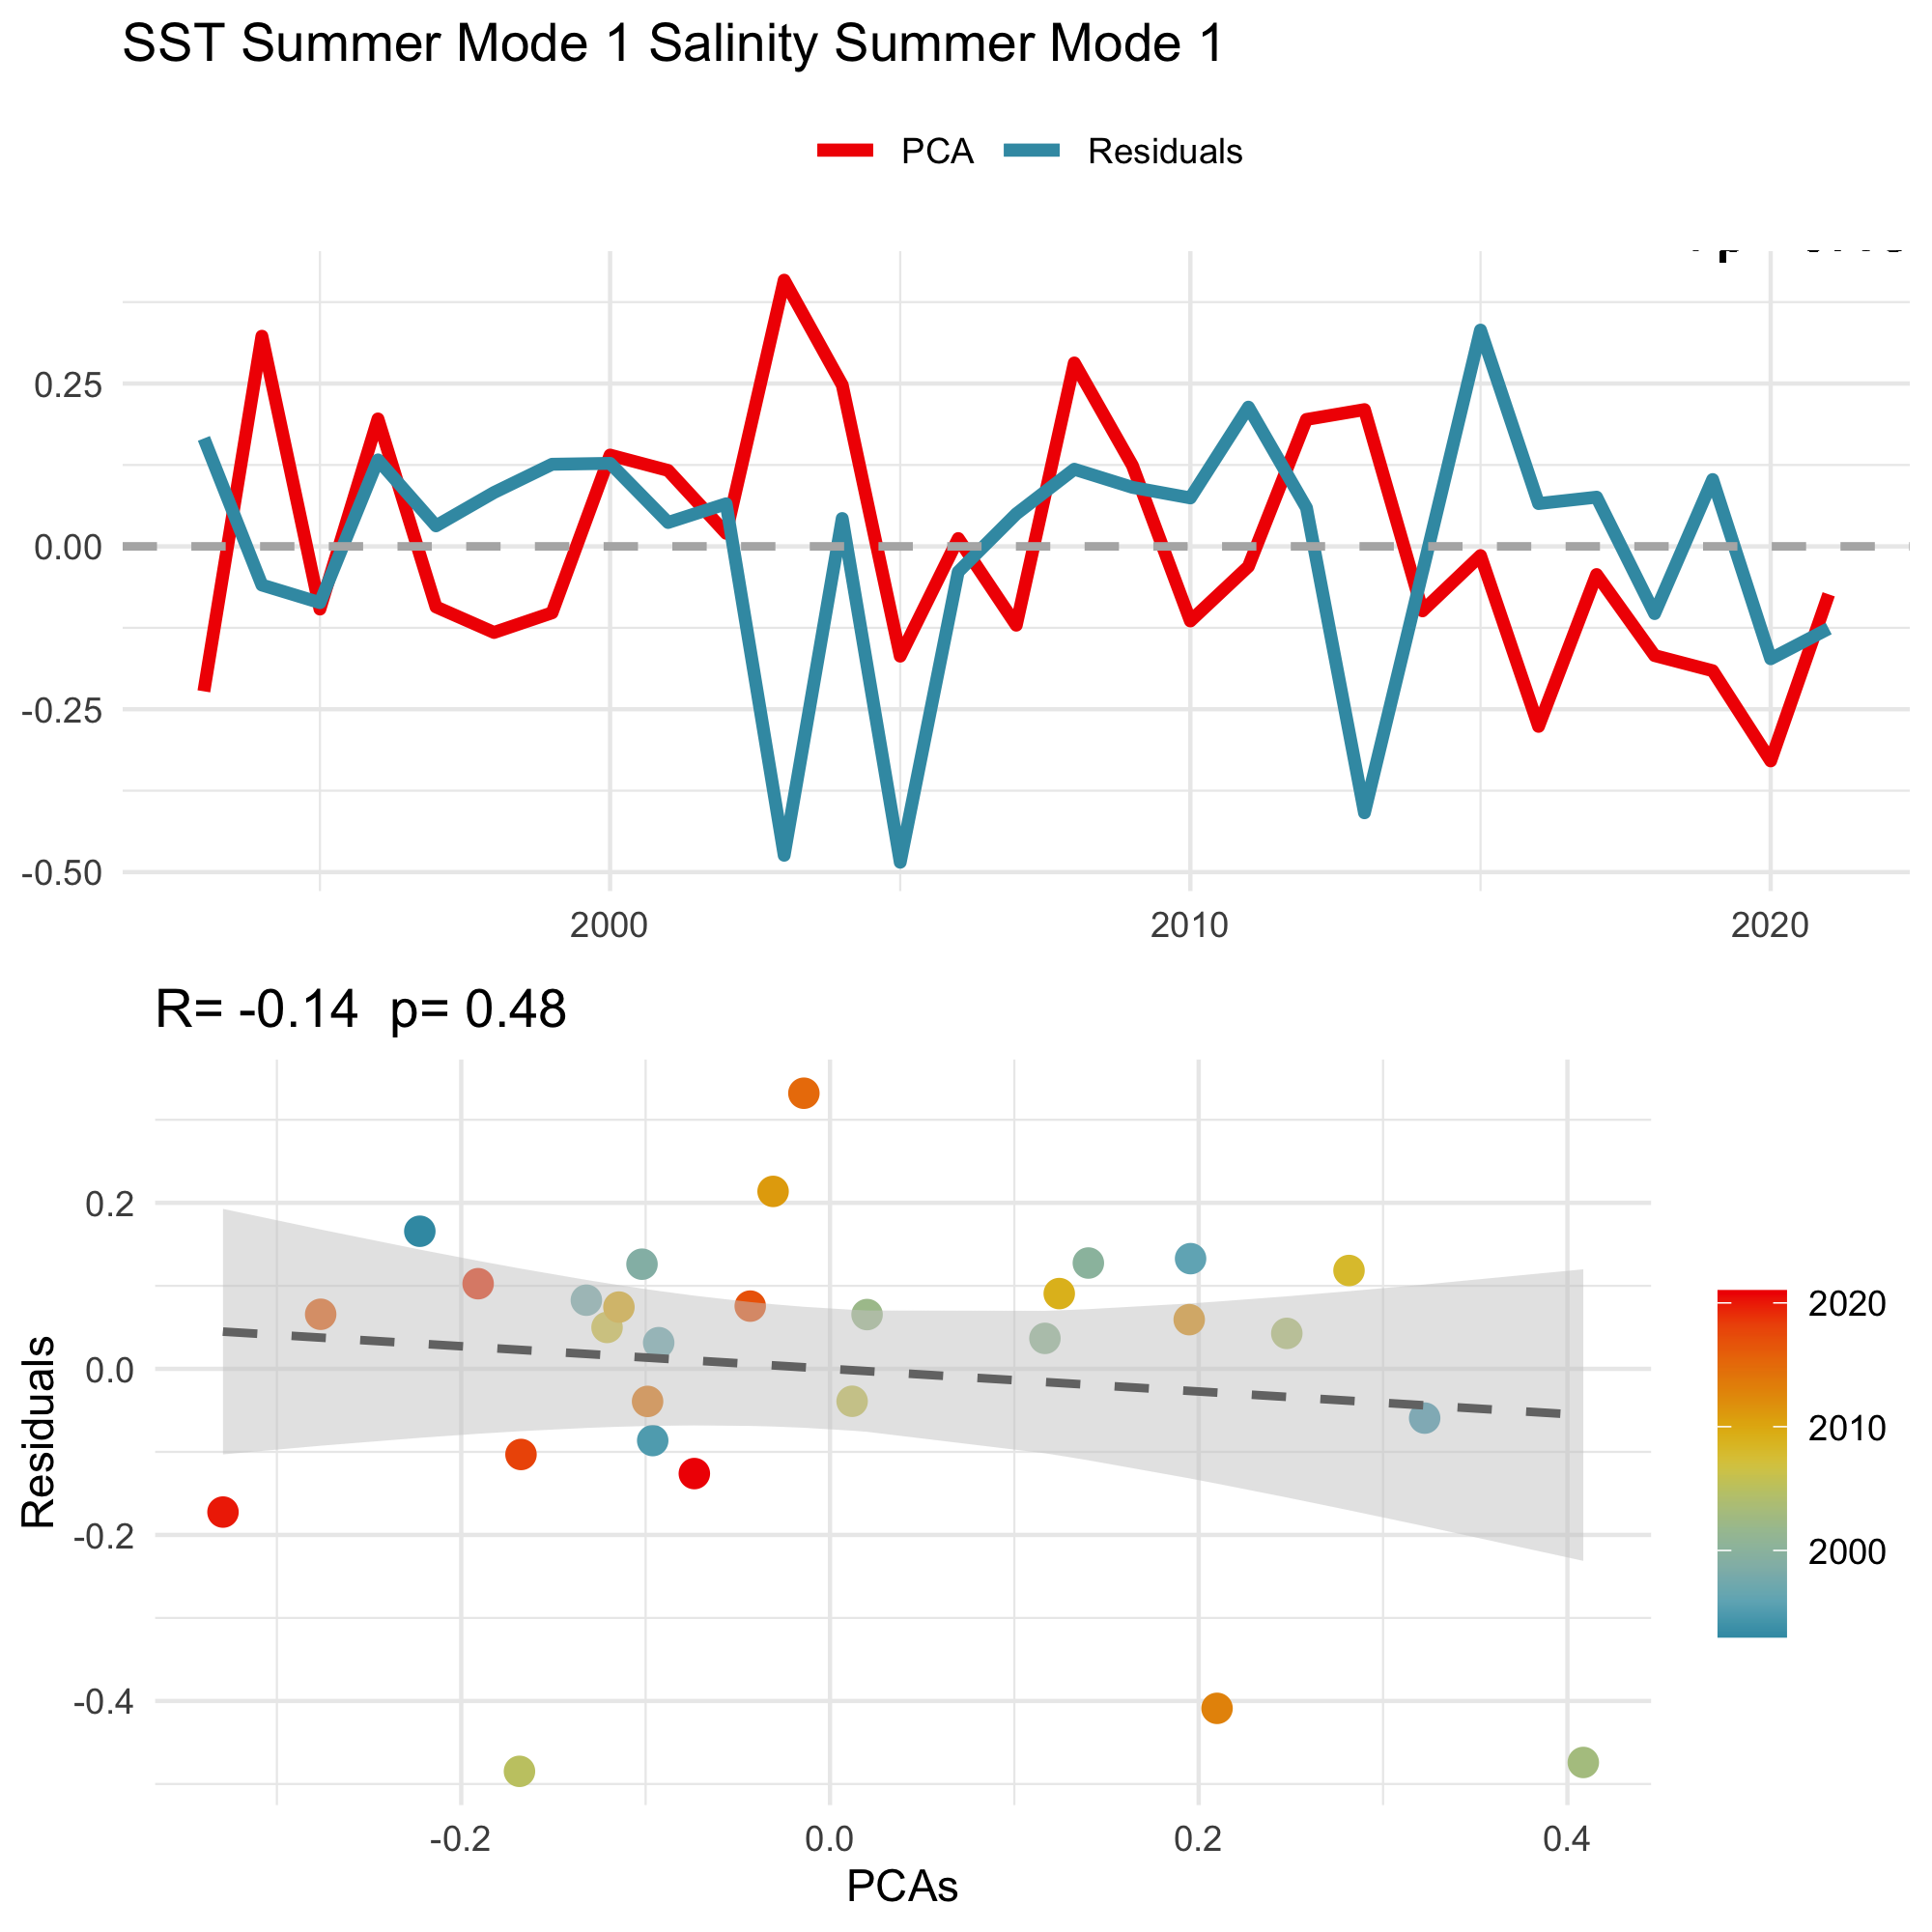 SST Summer Mode 1 Salinity Summer Mode 1
PCA Residuals
0.25
0.00
-0.25
-0.50
2000 2010 2020
R= -0.14 p= 0.48
Residuals
0.2
0.0
-0.2
-0.4
-0.2 0.0 0.2 0.4
PCAs
2020
2010
2000